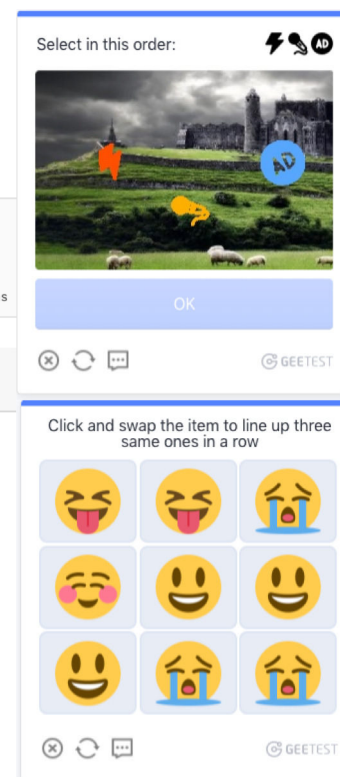 Select in this order:
AD
AD
s
OK
GEETEST
Click and swap the item to line up three
same ones in a row
GEETEST